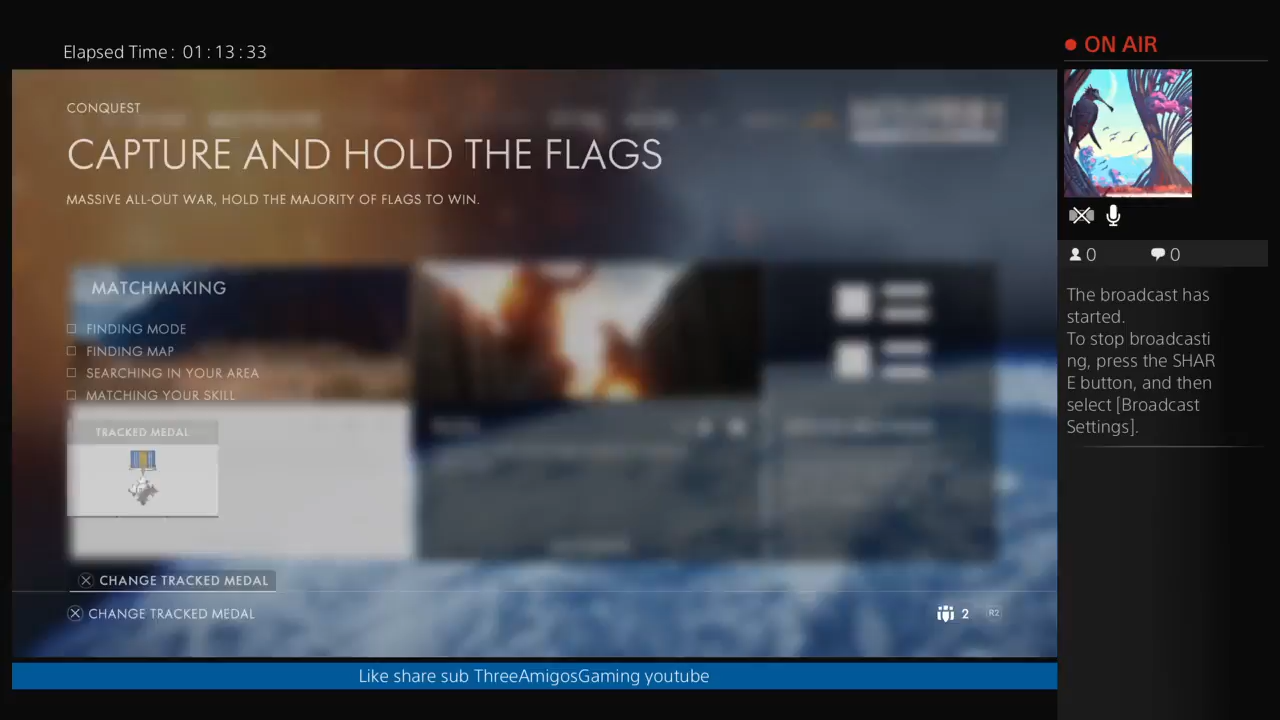 Elapsed Time: 01:13:33
ON AIR
CONQUEST
CAPTURE AND HOLD THE FLAGS
MASSIVE ALL-OUT WAR, HOLD THE MAJORITY OF FLAGS TO WIN.
MATCHMAKING
FINDING MODE
FINDING MAP
SEARCHING IN YOUR AREA
MATCHING YOUR SKILL
TRACKED MEDAL
CHANGE TRACKED MEDAL
CHANGE TRACKED MEDAL
2 R2
0 0
The broadcast has
started.
To stop broadcasti
ng, press the SHAR
E button, and then
select [Broadcast
Settings].
Like share sub ThreeAmigosGaming youtube